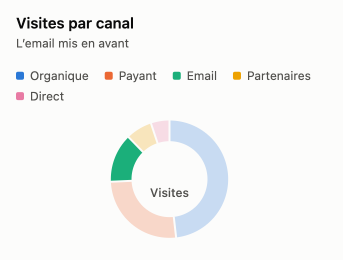 Visites par canal
L'email mis en avant
Organique Payant Email Partenaires
Direct
Visites